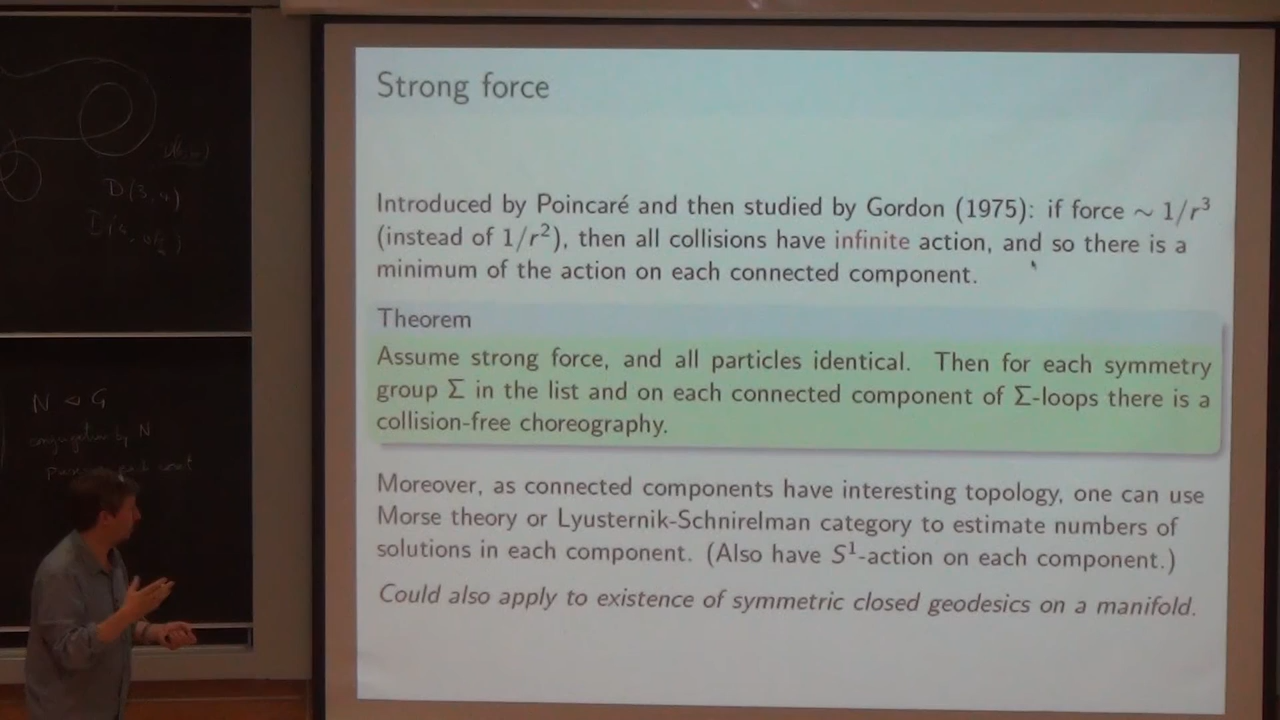 D(3,4)
N ◁ G
conjugation by N
Strong force
Introduced by Poincaré and then studied by Gordon (1975): if force ∼ 1/r³
(instead of 1/r²), then all collisions have infinite action, and so there is a
minimum of the action on each connected component.
Theorem
Assume strong force, and all particles identical. Then for each symmetry
group Σ in the list and on each connected component of Σ-loops there is a
collision-free choreography.
Moreover, as connected components have interesting topology, one can use
Morse theory or Lyusternik-Schnirelman category to estimate numbers of
solutions in each component. (Also have S¹-action on each component.)
Could also apply to existence of symmetric closed geodesics on a manifold.